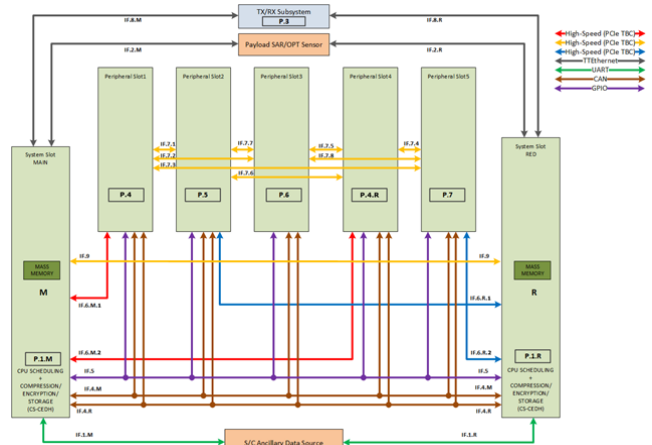 TX/RX Subsystem
P.3
IF.8.M
IF.8.R
Payload SAR/OPT Sensor
IF.2.M
IF.2.R
High-Speed (PCIe TBC)
High-Speed (PCIe TBC)
High-Speed (PCIe TBC)
TTEthernet
UART
CAN
GPIO
Peripheral Slot1
Peripheral Slot2
Peripheral Slot3
Peripheral Slot4
Peripheral Slot5
System Slot
MAIN
System Slot
RED
IF.7.1
IF.7.7
IF.7.5
IF.7.4
IF.7.2
IF.7.8
IF.7.3
IF.7.6
P.4
P.5
P.6
P.4.R
P.7
IF.9
IF.9
MASS
MEMORY
MASS
MEMORY
M
R
IF.6.M.1
IF.6.R.1
IF.6.M.2
IF.6.R.2
P.1.M
P.1.R
IF.5
IF.5
CPU SCHEDULING
+
COMPRESSION/
ENCRYPTION/
STORAGE
(CS-CEDH)
CPU SCHEDULING
+
COMPRESSION/
ENCRYPTION/
STORAGE
(CS-CEDH)
IF.4.M
IF.4.M
IF.4.R
IF.4.R
IF.1.M
IF.1.R
S/C Ancillary Data Source